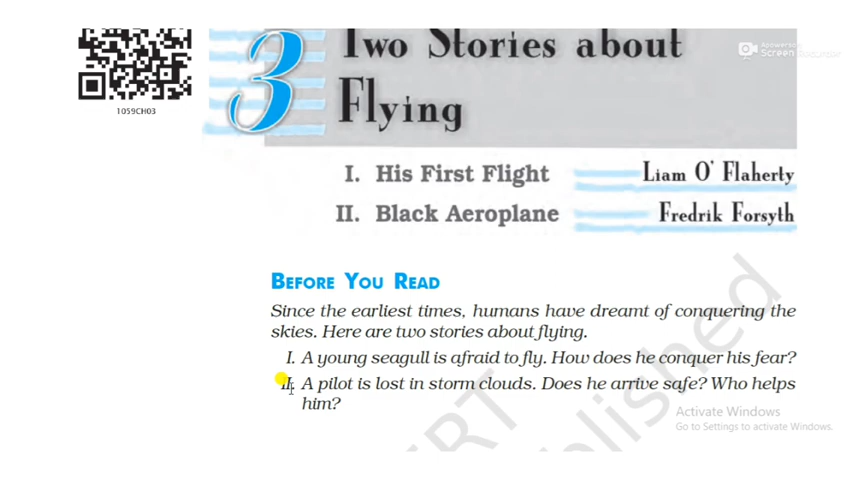 1059CH03
3
Two Stories about
Flying
I. His First Flight Liam O' Flaherty
II. Black Aeroplane Fredrik Forsyth
BEFORE YOU READ
Since the earliest times, humans have dreamt of conquering the
skies. Here are two stories about flying.
I. A young seagull is afraid to fly. How does he conquer his fear?
II. A pilot is lost in storm clouds. Does he arrive safe? Who helps
him?
Activate Windows
Go to Settings to activate Windows.